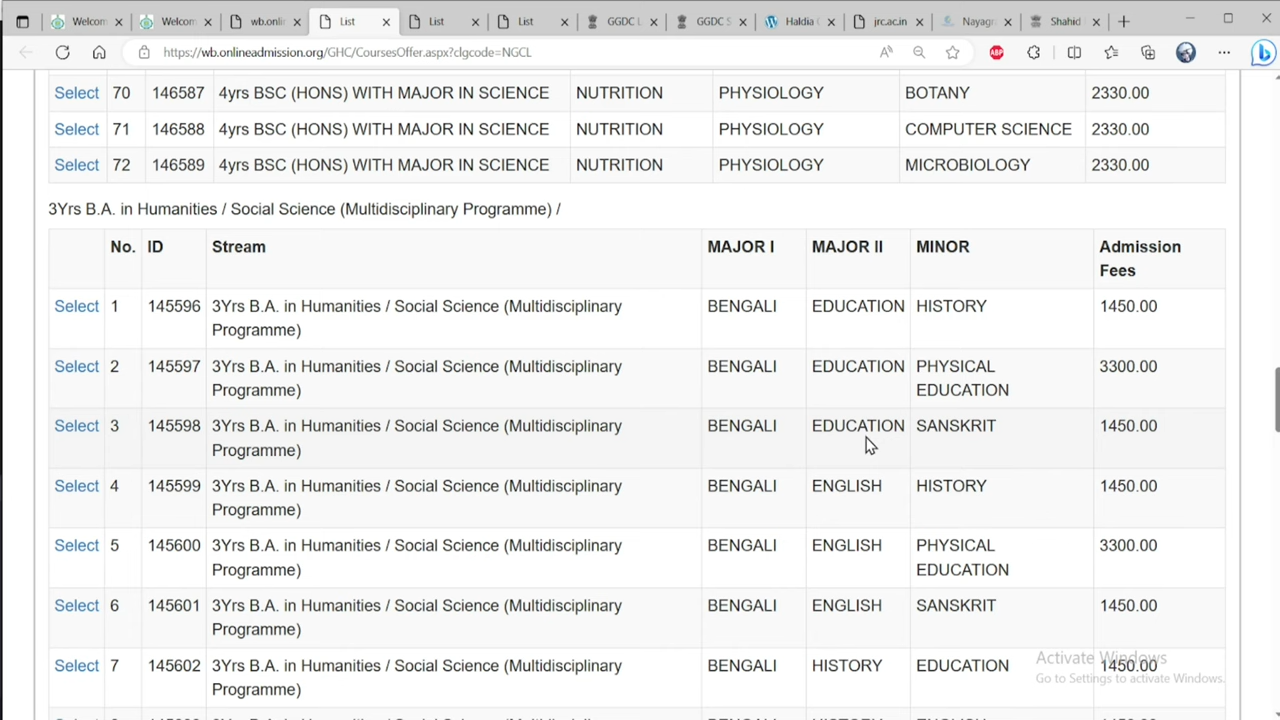 Welcom
Welcom
wb.onli
List
List
List
GGDC L
GGDC S
Haldia
jrc.ac.in
Nayag
Shahid
https://wb.onlineadmission.org/GHC/CoursesOffer.aspx?clgcode=NGCL
ABP
Select 70 146587 4yrs BSC (HONS) WITH MAJOR IN SCIENCE NUTRITION PHYSIOLOGY BOTANY 2330.00
Select 71 146588 4yrs BSC (HONS) WITH MAJOR IN SCIENCE NUTRITION PHYSIOLOGY COMPUTER SCIENCE 2330.00
Select 72 146589 4yrs BSC (HONS) WITH MAJOR IN SCIENCE NUTRITION PHYSIOLOGY MICROBIOLOGY 2330.00
3Yrs B.A. in Humanities / Social Science (Multidisciplinary Programme) /
No. ID Stream MAJOR I MAJOR II MINOR Admission
Fees
Select 1 145596 3Yrs B.A. in Humanities / Social Science (Multidisciplinary BENGALI EDUCATION HISTORY 1450.00
Programme)
Select 2 145597 3Yrs B.A. in Humanities / Social Science (Multidisciplinary BENGALI EDUCATION PHYSICAL 3300.00
Programme) EDUCATION
Select 3 145598 3Yrs B.A. in Humanities / Social Science (Multidisciplinary BENGALI EDUCATION SANSKRIT 1450.00
Programme)
Select 4 145599 3Yrs B.A. in Humanities / Social Science (Multidisciplinary BENGALI ENGLISH HISTORY 1450.00
Programme)
Select 5 145600 3Yrs B.A. in Humanities / Social Science (Multidisciplinary BENGALI ENGLISH PHYSICAL 3300.00
Programme) EDUCATION
Select 6 145601 3Yrs B.A. in Humanities / Social Science (Multidisciplinary BENGALI ENGLISH SANSKRIT 1450.00
Programme)
Activate Windows
Select 7 145602 3Yrs B.A. in Humanities / Social Science (Multidisciplinary BENGALI HISTORY EDUCATION 1450.00
Go to Settings to activate Windows.
Programme)